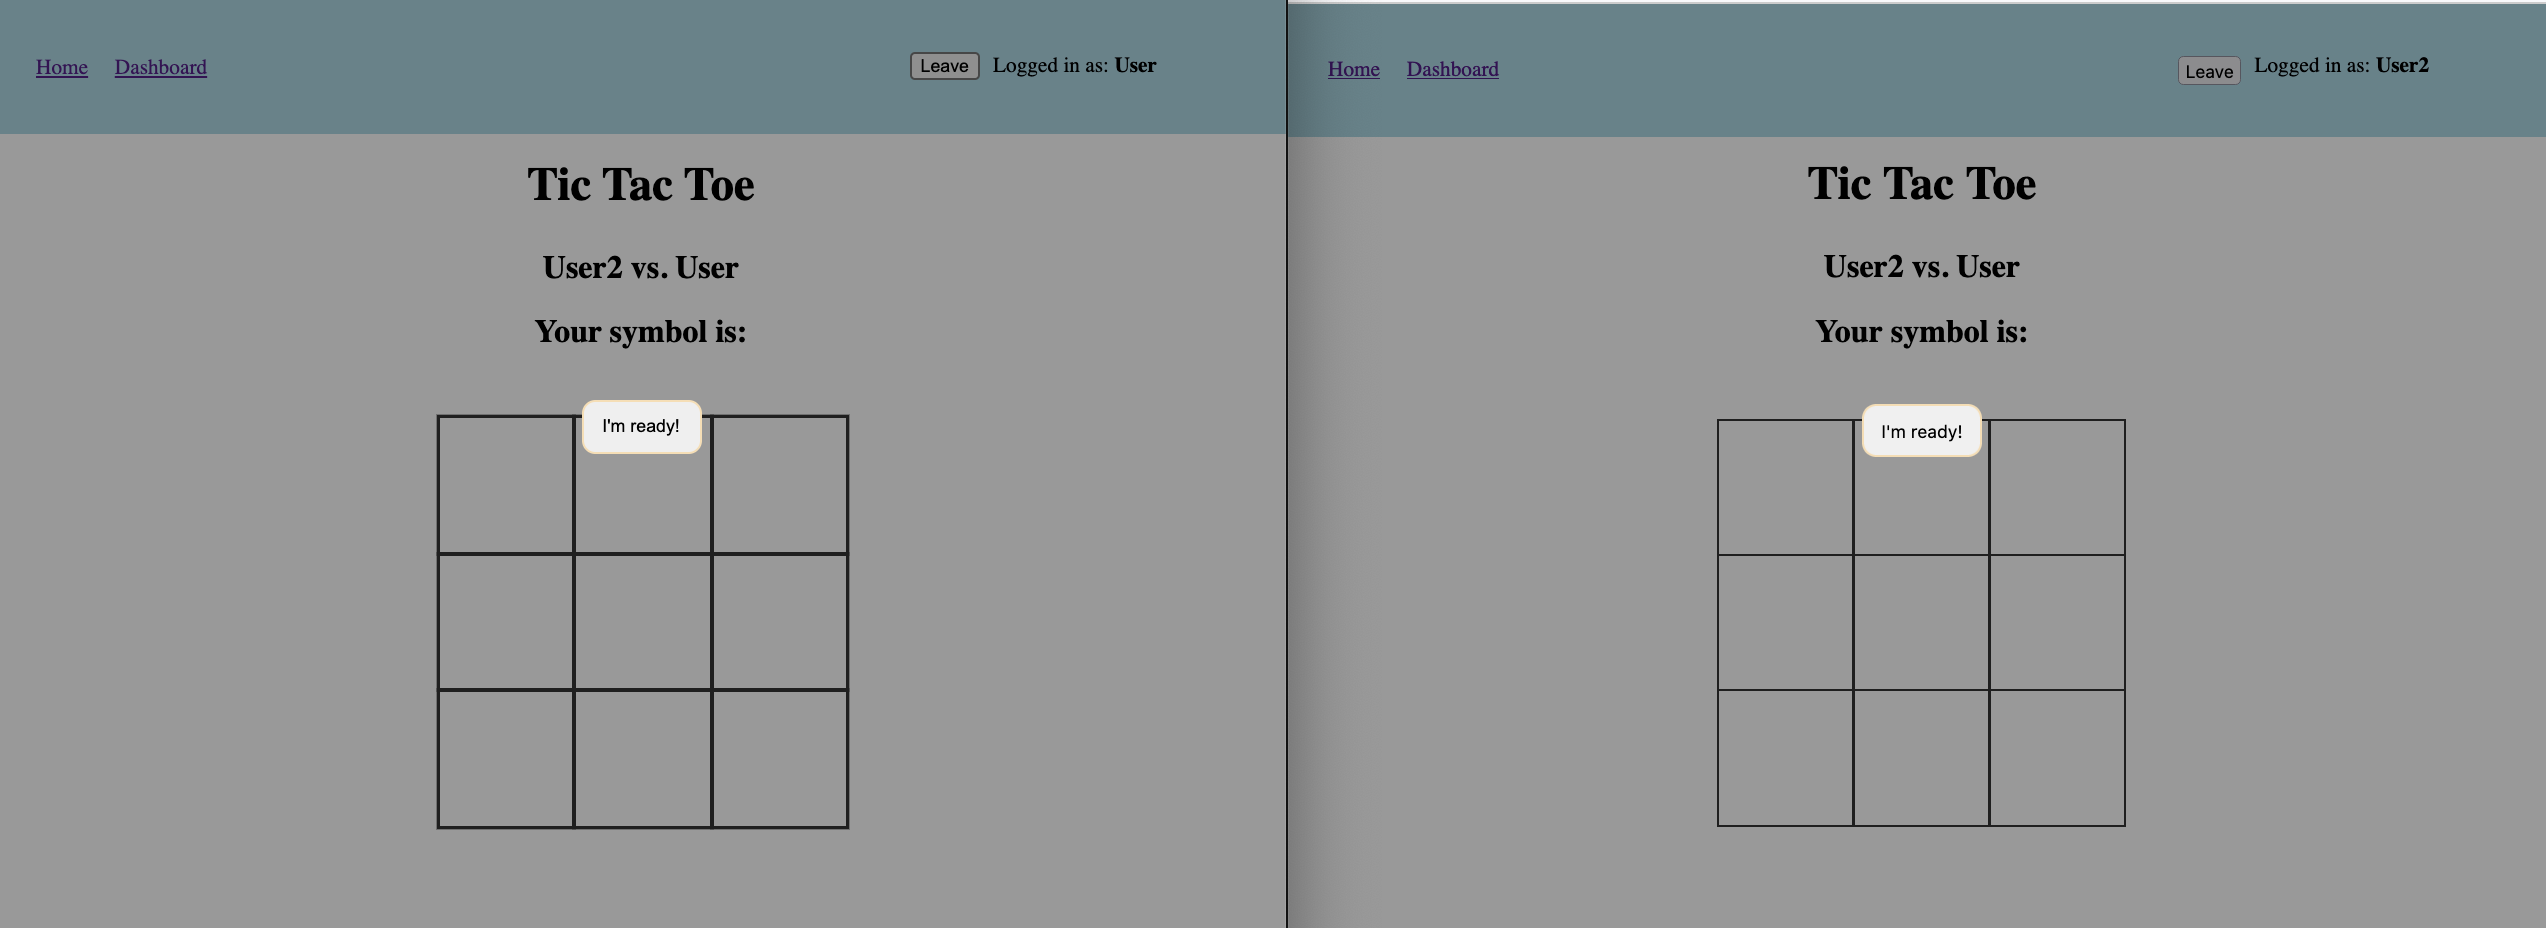 Home Dashboard Leave Logged in as: User
Tic Tac Toe
User2 vs. User
Your symbol is:
I'm ready!
Home Dashboard Leave Logged in as: User2
Tic Tac Toe
User2 vs. User
Your symbol is:
I'm ready!